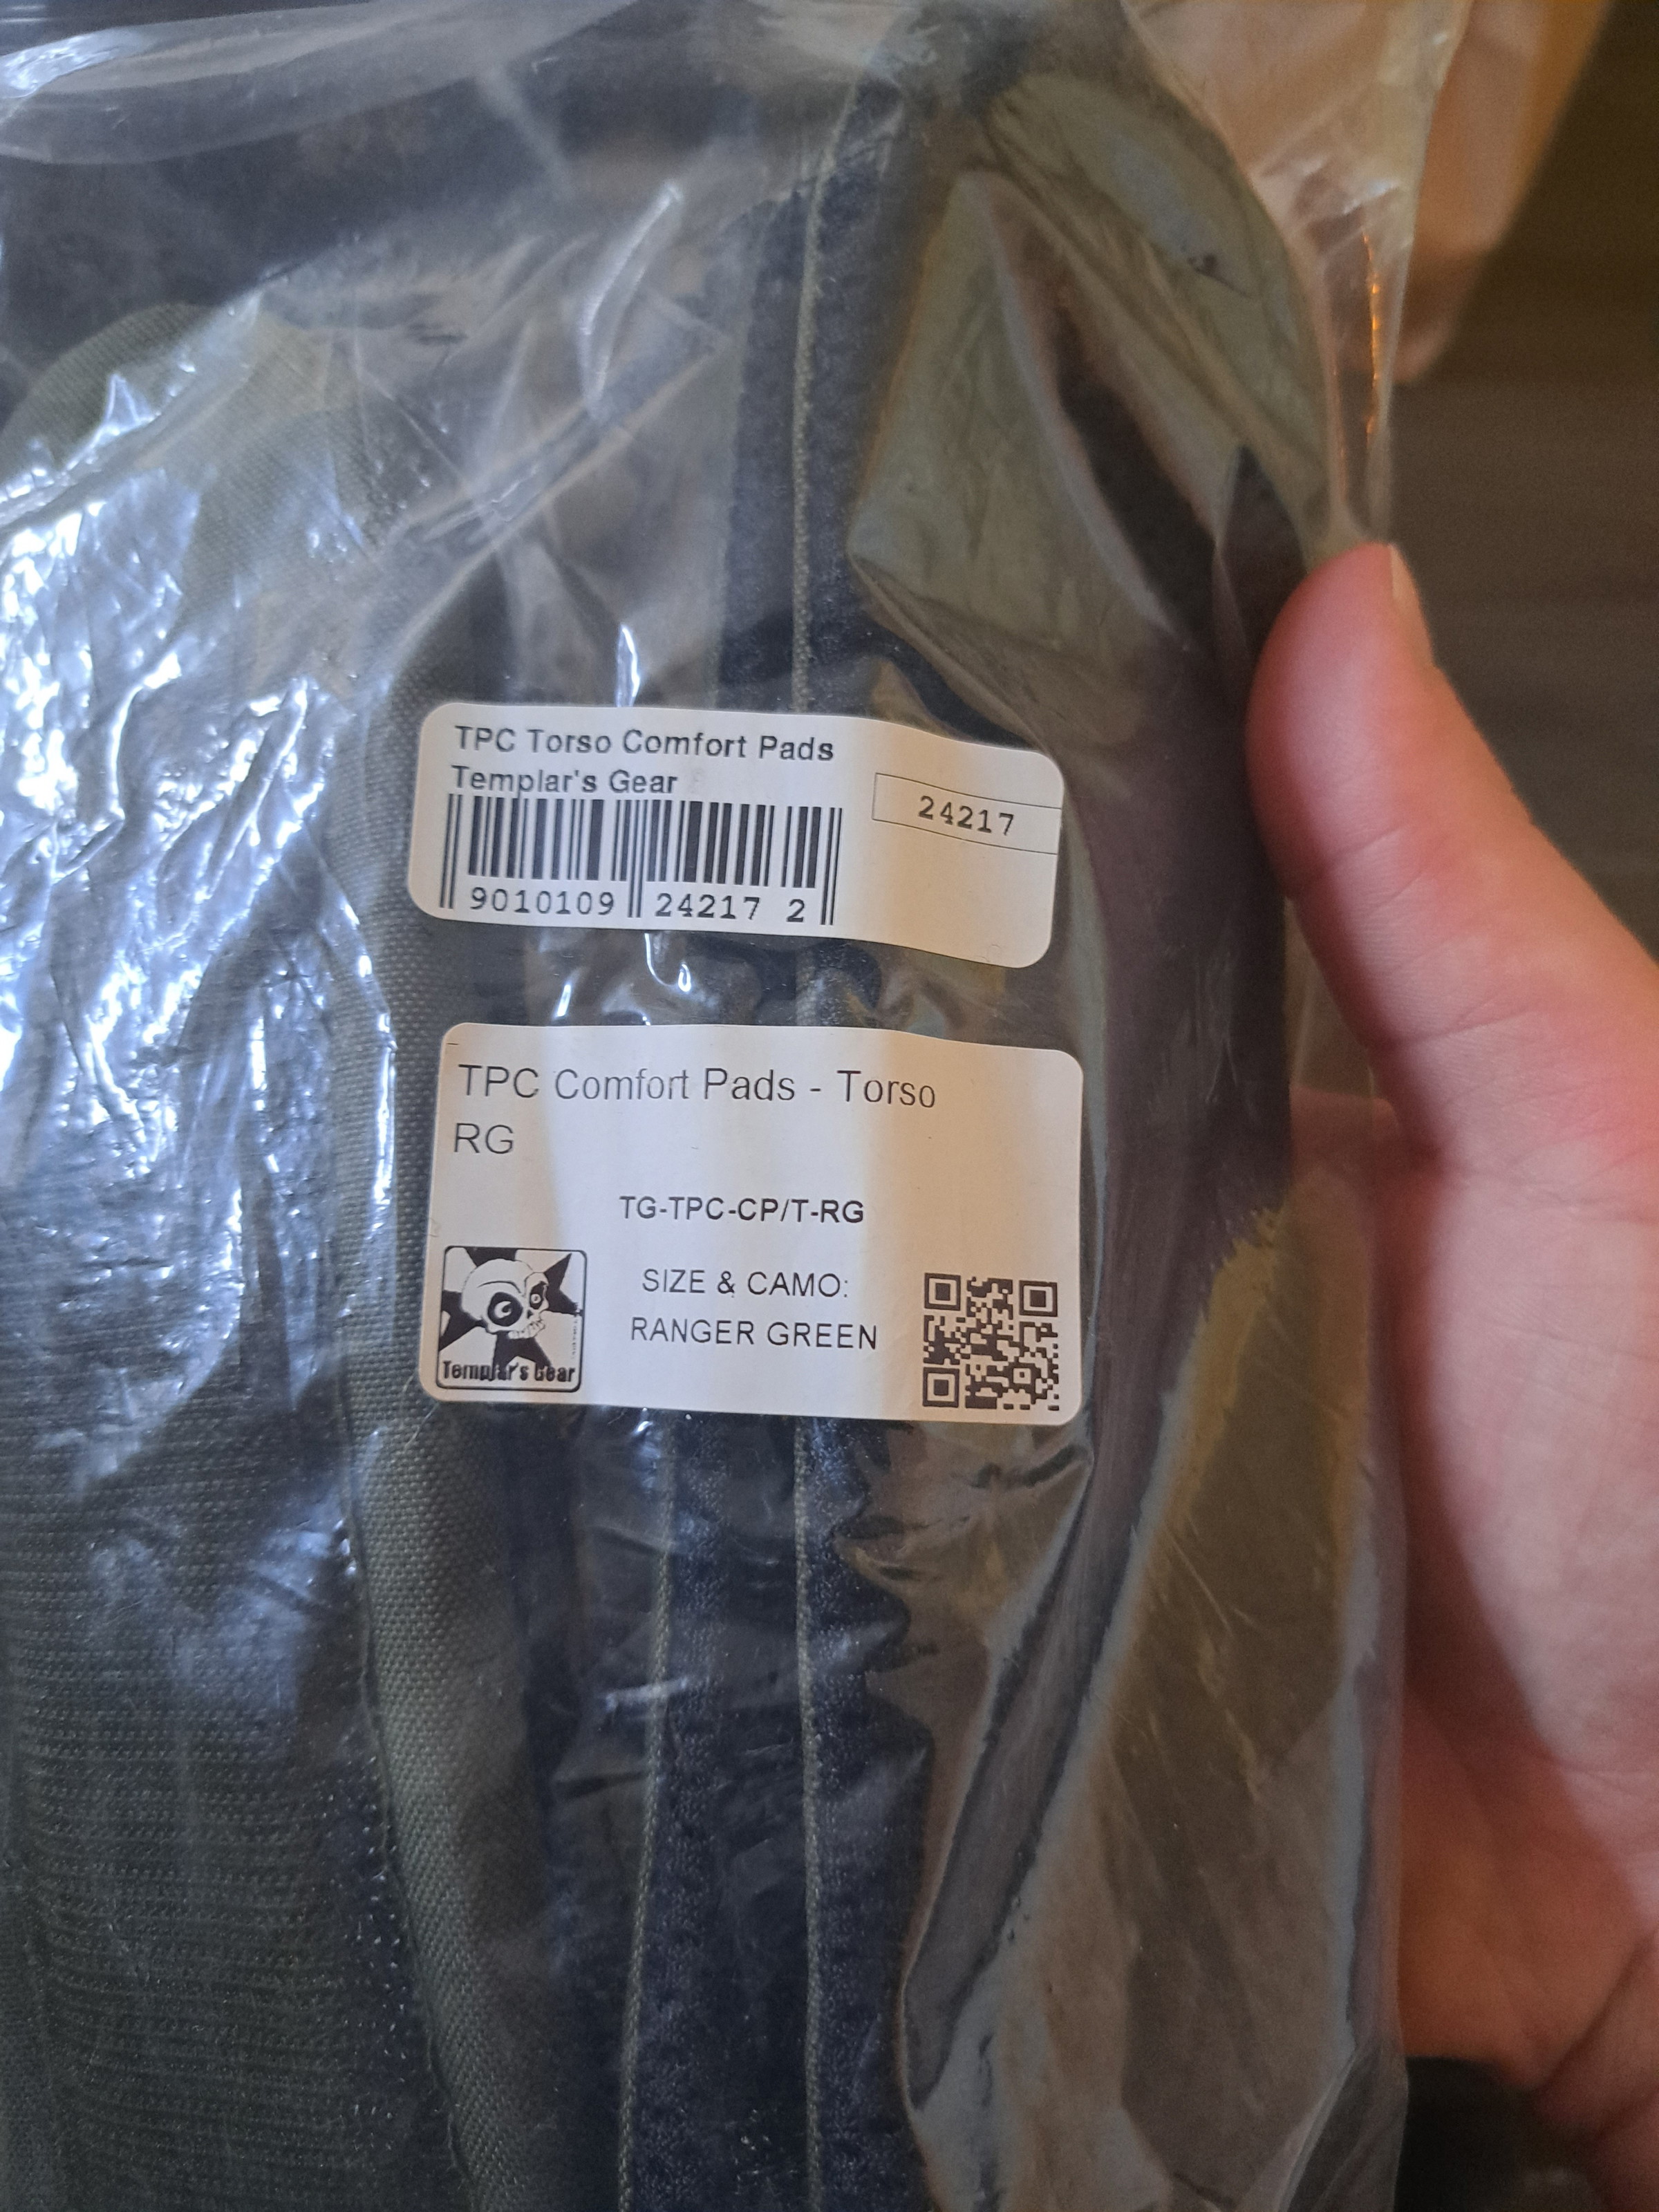 TPC Torso Comfort Pads
Templar's Gear
24217
9010109 24217 2
TPC Comfort Pads - Torso
RG
TG-TPC-CP/T-RG
SIZE & CAMO:
RANGER GREEN
Templar's Gear